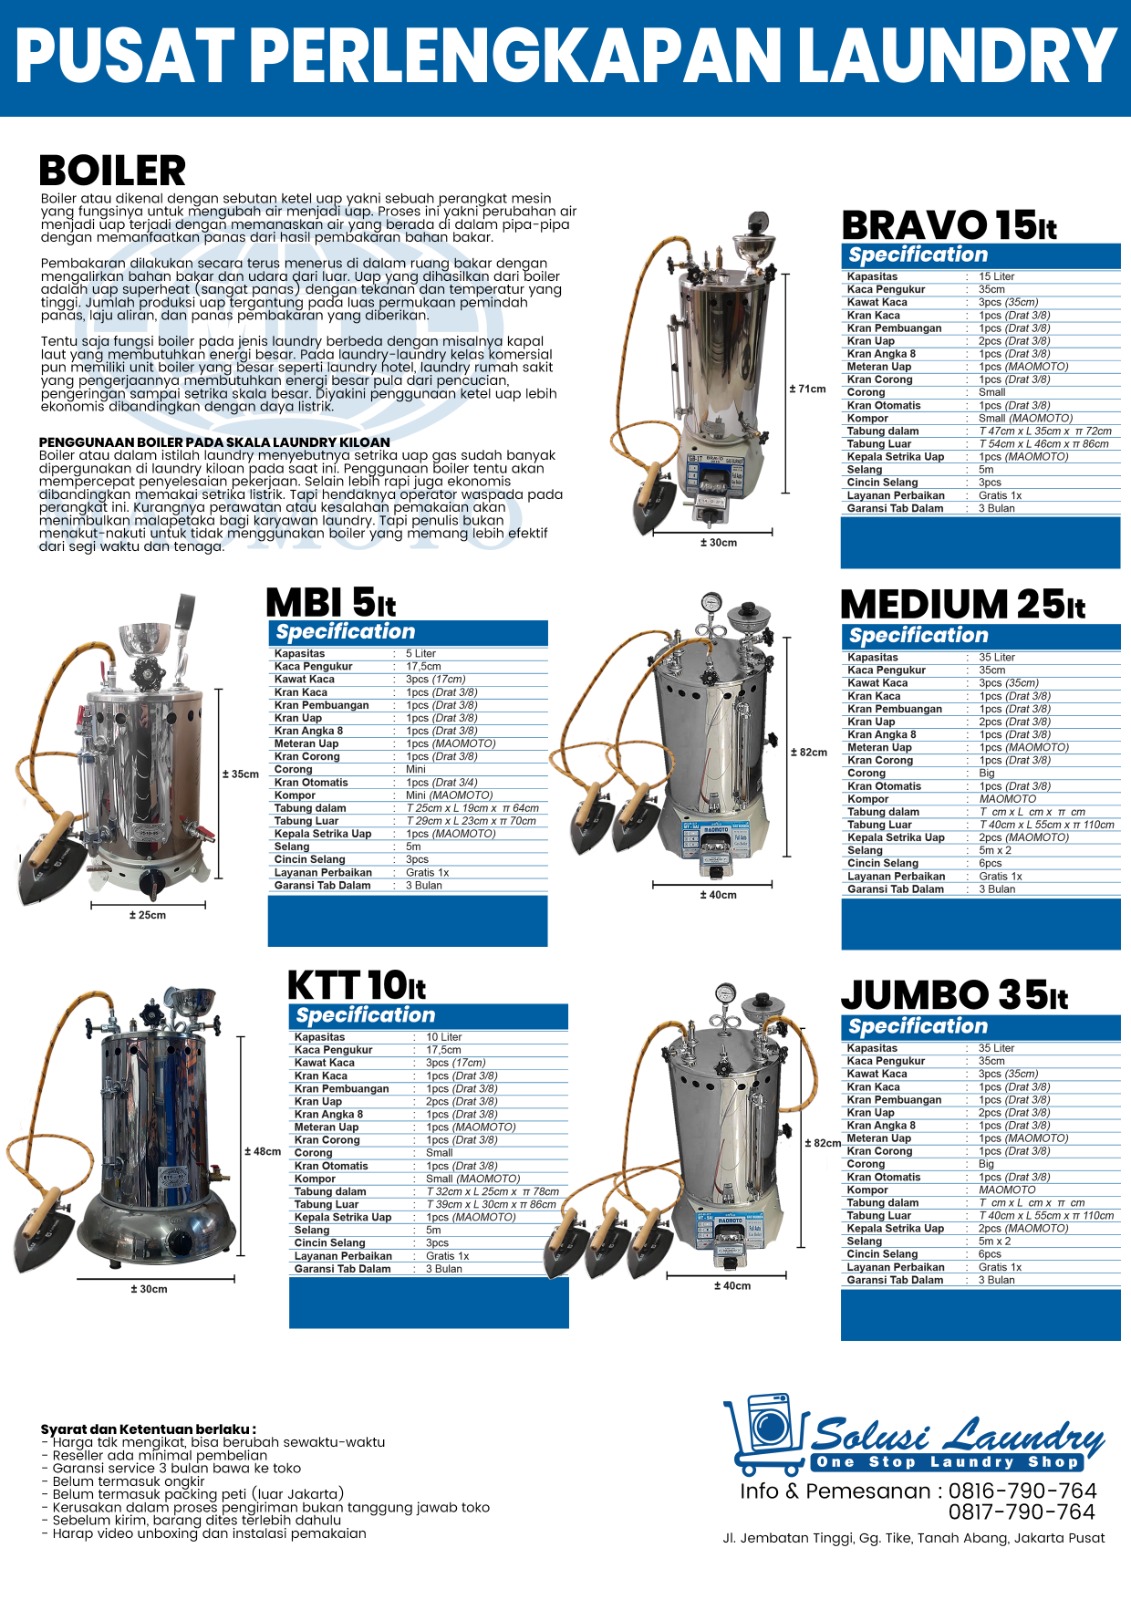 PUSAT PERLENGKAPAN LAUNDRY
BOILER
Boiler atau dikenal dengan sebutan ketel uap yakni sebuah perangkat mesin
yang fungsinya untuk mengubah air menjadi uap. Proses ini yakni perubahan air
menjadi uap terjadi dengan memanaskan air yang berada di dalam pipa-pipa
dengan memanfaatkan panas dari hasil pembakaran bahan bakar.
Pembakaran dilakukan secara terus menerus di dalam ruang bakar dengan
mengalirkan bahan bakar dan udara dari luar. Uap yang dihasilkan dari boiler
adalah uap superheat (sangat panas) dengan tekanan dan temperatur yang
tinggi. Jumlah produksi uap tergantung pada luas permukaan pemindah
panas, laju aliran, dan panas pembakaran yang diberikan.
Tentu saja fungsi boiler pada jenis laundry berbeda dengan misalnya kapal
laut yang membutuhkan energi besar. Pada laundry-laundry kelas komersial
pun memiliki unit boiler yang besar seperti laundry hotel, laundry rumah sakit
yang pengerjaannya membutuhkan energi besar pula dari pencucian,
pengeringan sampai setrika skala besar. Diyakini penggunaan ketel uap lebih
ekonomis dibandingkan dengan daya listrik.
PENGGUNAAN BOILER PADA SKALA LAUNDRY KILOAN
Boiler atau dalam istilah laundry menyebutnya setrika uap gas sudah banyak
dipergunakan di laundry kiloan pada saat ini. Penggunaan boiler tentu akan
mempercepat penyelesaian pekerjaan. Selain lebih rapi juga ekonomis
dibandingkan memakai setrika listrik. Tapi hendaknya operator waspada pada
perangkat ini. Kurangnya perawatan atau kesalahan pemakaian akan
menimbulkan malapetaka bagi karyawan laundry. Tapi penulis bukan
menakut-nakuti untuk tidak menggunakan boiler yang memang lebih efektif
dari segi waktu dan tenaga.
MAOMOTO
BRAVO 15lt
Specification
Kapasitas : 15 Liter
Kaca Pengukur : 35cm
Kawat Kaca : 3pcs (35cm)
Kran Kaca : 1pcs (Drat 3/8)
Kran Pembuangan : 1pcs (Drat 3/8)
Kran Uap : 2pcs (Drat 3/8)
Kran Angka 8 : 1pcs (Drat 3/8)
Meteran Uap : 1pcs (MAOMOTO)
Kran Corong : 1pcs (Drat 3/8)
Corong : Small
Kran Otomatis : 1pcs (Drat 3/8)
Kompor : Small (MAOMOTO)
Tabung dalam : T 47cm x L 35cm x π 72cm
Tabung Luar : T 54cm x L 46cm x π 86cm
Kepala Setrika Uap : 1pcs (MAOMOTO)
Selang : 5m
Cincin Selang : 3pcs
Layanan Perbaikan : Gratis 1x
Garansi Tab Dalam : 3 Bulan
± 71cm
± 30cm
MBI 5lt
Specification
Kapasitas : 5 Liter
Kaca Pengukur : 17,5cm
Kawat Kaca : 3pcs (17cm)
Kran Kaca : 1pcs (Drat 3/8)
Kran Pembuangan : 1pcs (Drat 3/8)
Kran Uap : 1pcs (Drat 3/8)
Kran Angka 8 : 1pcs (Drat 3/8)
Meteran Uap : 1pcs (MAOMOTO)
Kran Corong : 1pcs (Drat 3/8)
Corong : Mini
Kran Otomatis : 1pcs (Drat 3/4)
Kompor : Mini (MAOMOTO)
Tabung dalam : T 25cm x L 19cm x π 64cm
Tabung Luar : T 29cm x L 23cm x π 70cm
Kepala Setrika Uap : 1pcs (MAOMOTO)
Selang : 5m
Cincin Selang : 3pcs
Layanan Perbaikan : Gratis 1x
Garansi Tab Dalam : 3 Bulan
± 35cm
± 25cm
MEDIUM 25lt
Specification
Kapasitas : 35 Liter
Kaca Pengukur : 35cm
Kawat Kaca : 3pcs (35cm)
Kran Kaca : 1pcs (Drat 3/8)
Kran Pembuangan : 1pcs (Drat 3/8)
Kran Uap : 2pcs (Drat 3/8)
Kran Angka 8 : 1pcs (Drat 3/8)
Meteran Uap : 1pcs (MAOMOTO)
Kran Corong : 1pcs (Drat 3/8)
Corong : Big
Kran Otomatis : 1pcs (Drat 3/8)
Kompor : MAOMOTO
Tabung dalam : T cm x L cm x π cm
Tabung Luar : T 40cm x L 55cm x π 110cm
Kepala Setrika Uap : 2pcs (MAOMOTO)
Selang : 5m x 2
Cincin Selang : 6pcs
Layanan Perbaikan : Gratis 1x
Garansi Tab Dalam : 3 Bulan
± 82cm
MAOMOTO
± 40cm
KTT 10lt
Specification
Kapasitas : 10 Liter
Kaca Pengukur : 17,5cm
Kawat Kaca : 3pcs (17cm)
Kran Kaca : 1pcs (Drat 3/8)
Kran Pembuangan : 1pcs (Drat 3/8)
Kran Uap : 2pcs (Drat 3/8)
Kran Angka 8 : 1pcs (Drat 3/8)
Meteran Uap : 1pcs (MAOMOTO)
Kran Corong : 1pcs (Drat 3/8)
Corong : Small
Kran Otomatis : 1pcs (Drat 3/8)
Kompor : Small (MAOMOTO)
Tabung dalam : T 32cm x L 25cm x π 78cm
Tabung Luar : T 39cm x L 30cm x π 86cm
Kepala Setrika Uap : 1pcs (MAOMOTO)
Selang : 5m
Cincin Selang : 3pcs
Layanan Perbaikan : Gratis 1x
Garansi Tab Dalam : 3 Bulan
± 48cm
± 30cm
JUMBO 35lt
Specification
Kapasitas : 35 Liter
Kaca Pengukur : 35cm
Kawat Kaca : 3pcs (35cm)
Kran Kaca : 1pcs (Drat 3/8)
Kran Pembuangan : 1pcs (Drat 3/8)
Kran Uap : 2pcs (Drat 3/8)
Kran Angka 8 : 1pcs (Drat 3/8)
Meteran Uap : 1pcs (MAOMOTO)
Kran Corong : 1pcs (Drat 3/8)
Corong : Big
Kran Otomatis : 1pcs (Drat 3/8)
Kompor : MAOMOTO
Tabung dalam : T cm x L cm x π cm
Tabung Luar : T 40cm x L 55cm x π 110cm
Kepala Setrika Uap : 2pcs (MAOMOTO)
Selang : 5m x 2
Cincin Selang : 6pcs
Layanan Perbaikan : Gratis 1x
Garansi Tab Dalam : 3 Bulan
± 82cm
MAOMOTO
± 40cm
Syarat dan Ketentuan berlaku :
- Harga tdk mengikat, bisa berubah sewaktu-waktu
- Reseller ada minimal pembelian
- Garansi service 3 bulan bawa ke toko
- Belum termasuk ongkir
- Belum termasuk packing peti (luar Jakarta)
- Kerusakan dalam proses pengiriman bukan tanggung jawab toko
- Sebelum kirim, barang dites terlebih dahulu
- Harap video unboxing dan instalasi pemakaian
Solusi Laundry
One Stop Laundry Shop
Info & Pemesanan : 0816-790-764
0817-790-764
Jl. Jembatan Tinggi, Gg. Tike, Tanah Abang, Jakarta Pusat